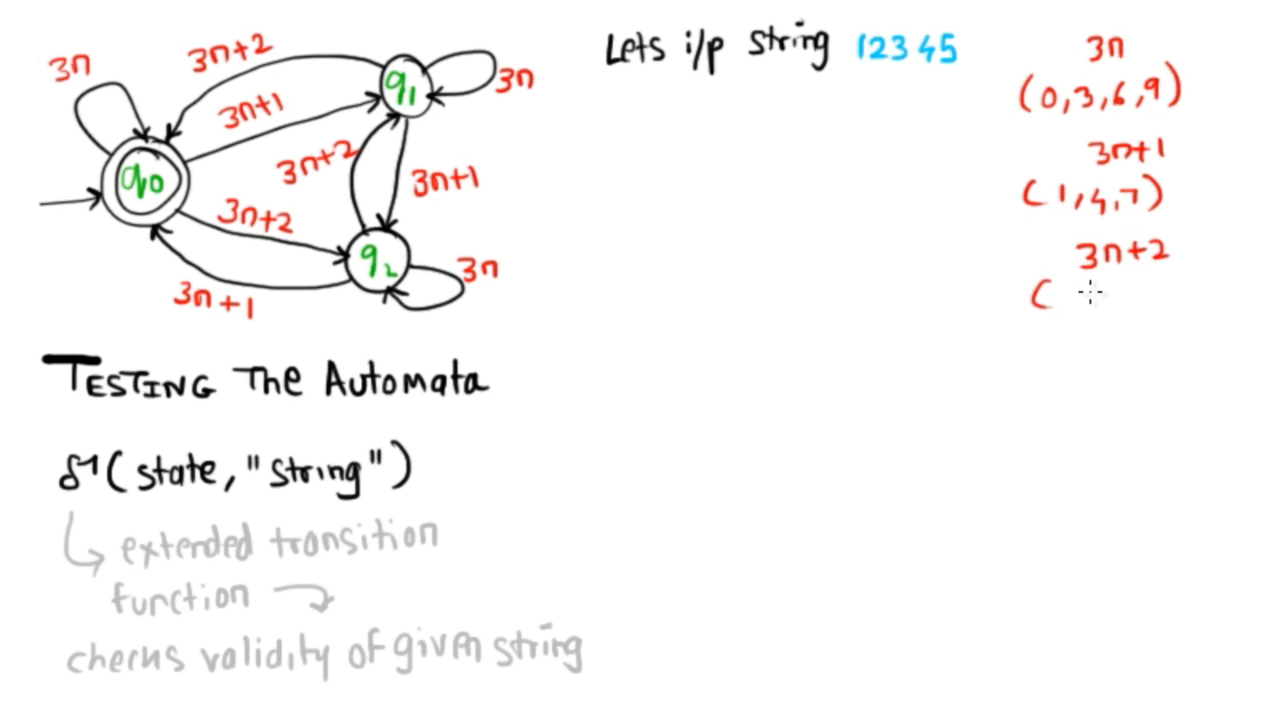 3n
3n+2
3n+1
q1
3n
Lets i/p string 12345
3n
(0,3,6,9)
3n+1
(1,4,7)
3n+2
(
q0
3n+2
3n+1
3n+2
q2
3n
3n+1
TESTING The Automata
δ1(state,"string")
extended transition
function
checks validity of given string